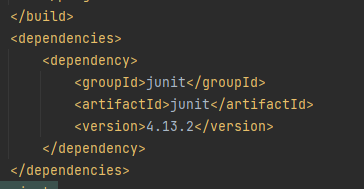 </build>
<dependencies>
<dependency>
<groupId>junit</groupId>
<artifactId>junit</artifactId>
<version>4.13.2</version>
</dependency>
</dependencies>